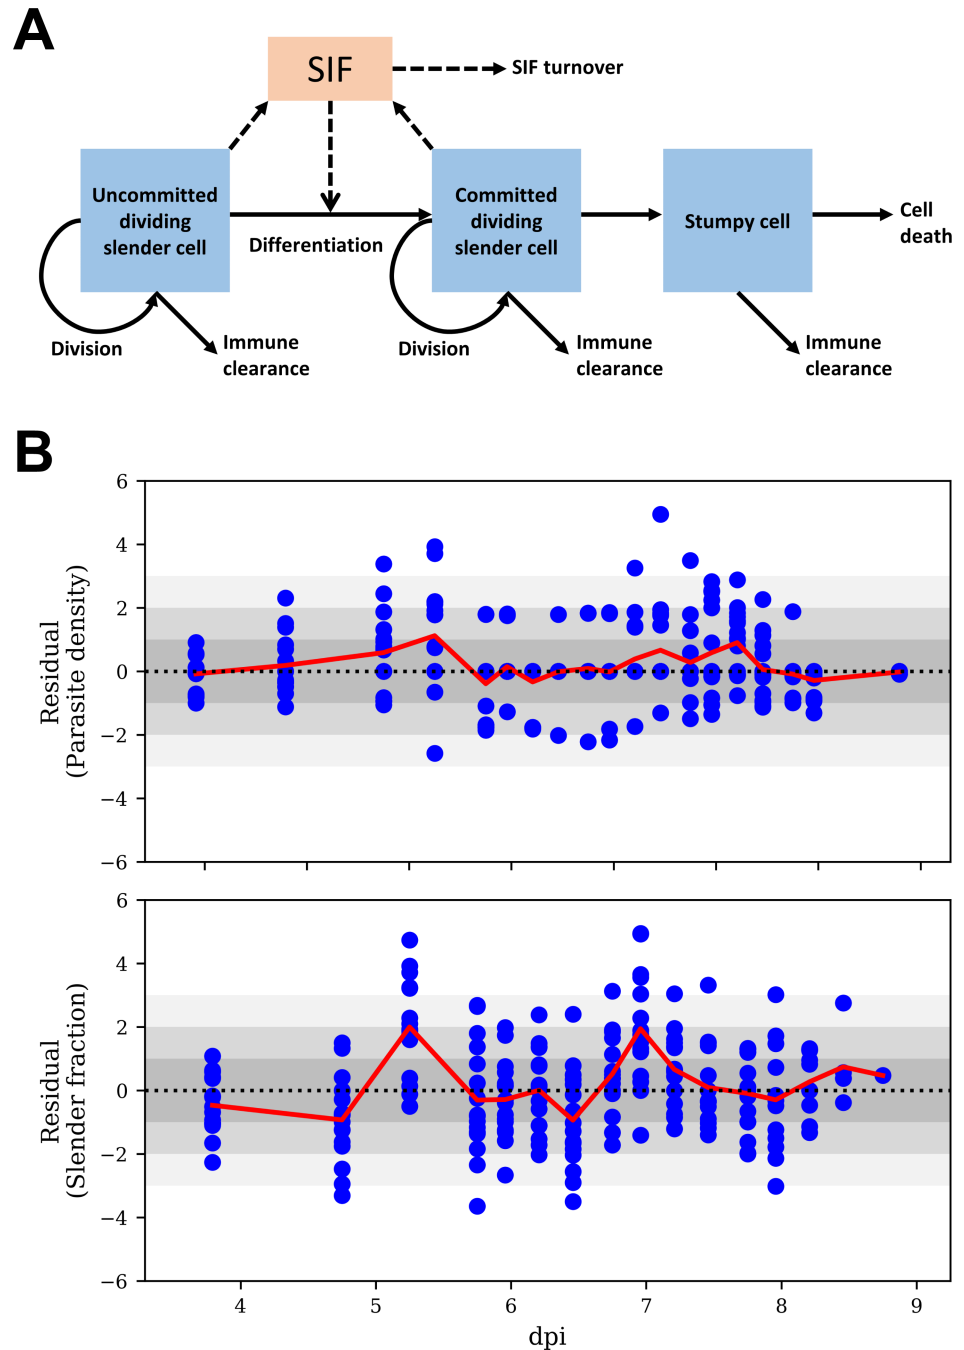 A
SIF
SIF turnover
Uncommitted
dividing
slender cell
Differentiation
Committed
dividing
slender cell
Stumpy cell
Cell
death
Division
Immune
clearance
Division
Immune
clearance
Immune
clearance
B
Residual
(Parasite density)
6
4
2
0
−2
−4
−6
Residual
(Slender fraction)
6
4
2
0
−2
−4
−6
4 5 6 7 8 9
dpi